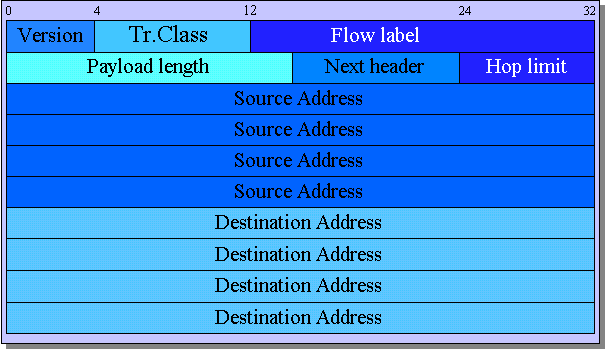 0 4 12 24 32
Version Tr.Class Flow label
Payload length Next header Hop limit
Source Address
Source Address
Source Address
Source Address
Destination Address
Destination Address
Destination Address
Destination Address